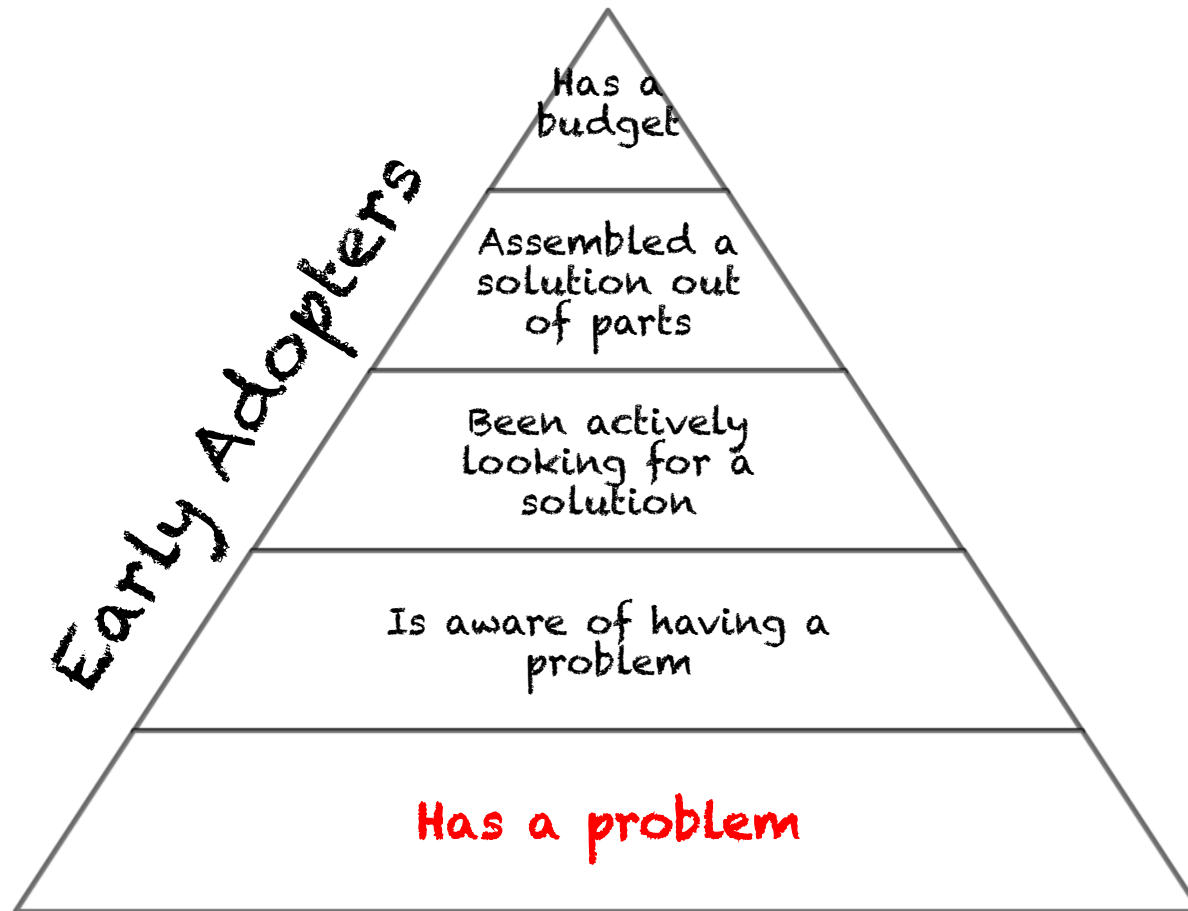 Has a
budget
Early Adopters
Assembled a
solution out
of parts
Been actively
looking for a
solution
Is aware of having a
problem
Has a problem